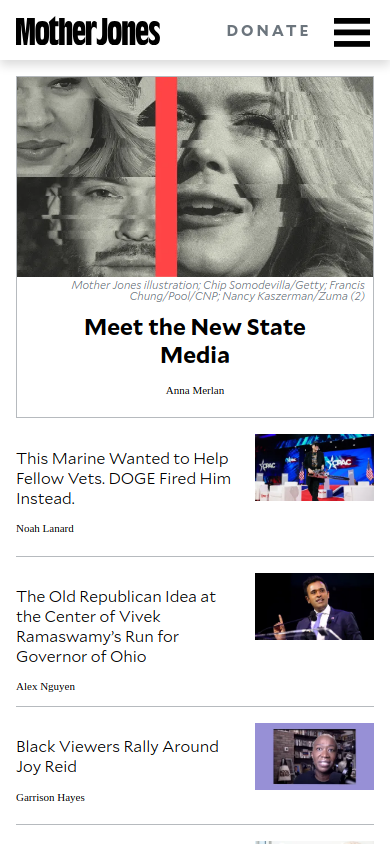 Mother Jones
DONATE
Mother Jones illustration; Chip Somodevilla/Getty; Francis
Chung/Pool/CNP; Nancy Kaszerman/Zuma (2)
Meet the New State
Media
Anna Merlan
This Marine Wanted to Help
Fellow Vets. DOGE Fired Him
Instead.
CPAC
CPAC
Noah Lanard
The Old Republican Idea at
the Center of Vivek
Ramaswamy’s Run for
Governor of Ohio
Alex Nguyen
Black Viewers Rally Around
Joy Reid
Garrison Hayes